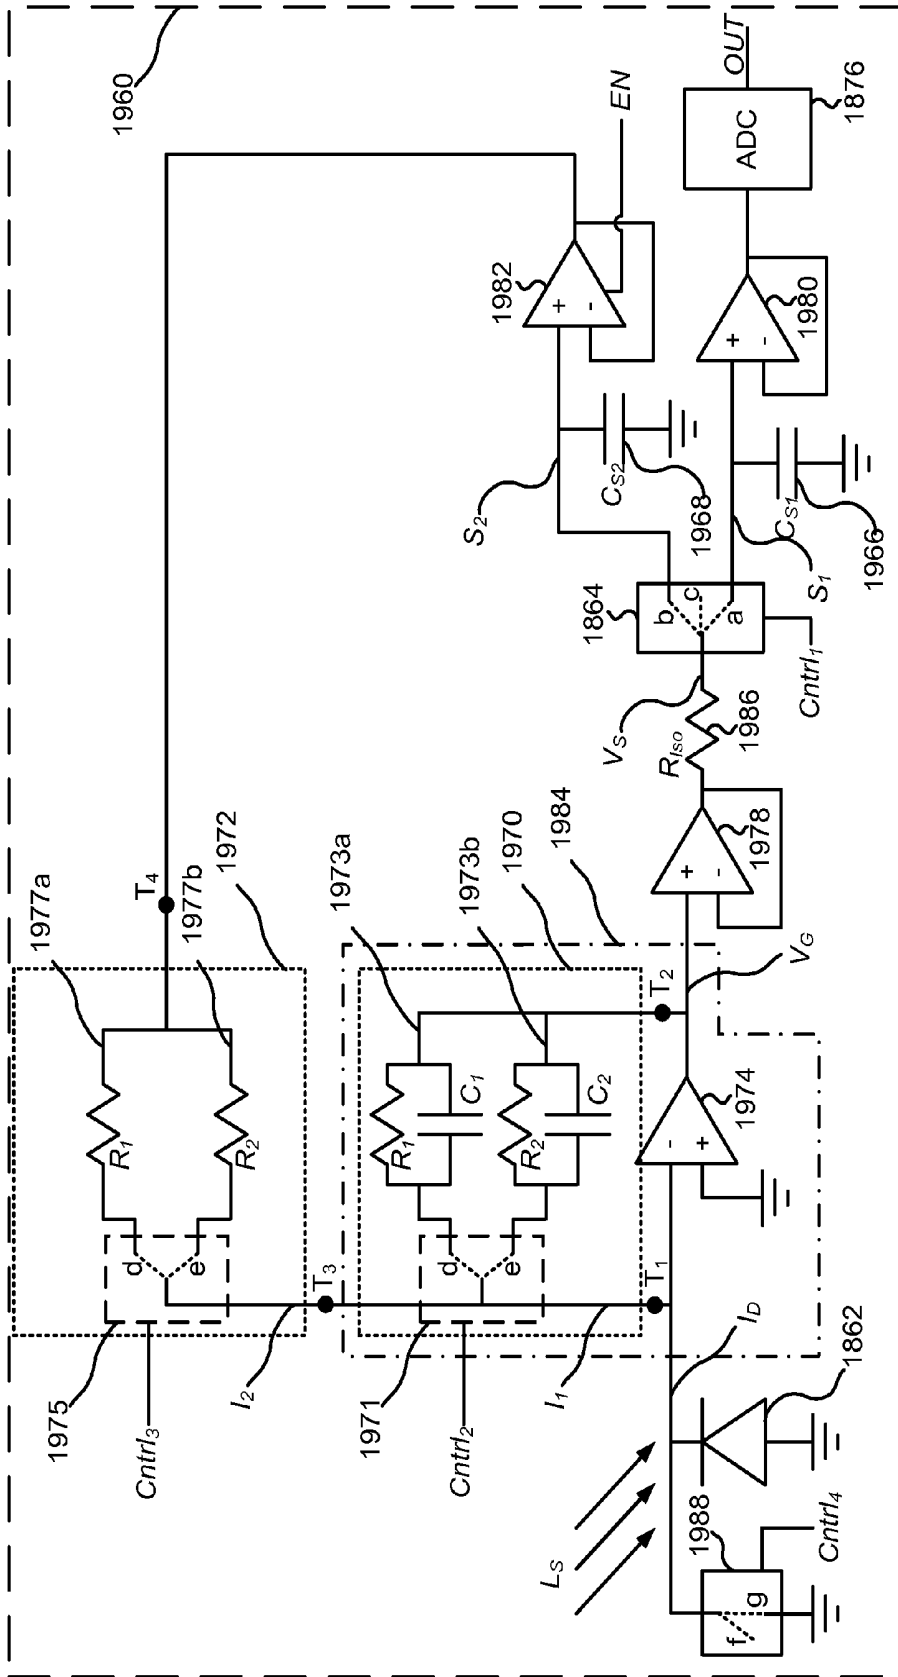 1960
1977a
T4
1977b
1972
R1
R2
d
e
1975
Cntrl3
I2
T3
1973a
1973b
1970
1984
R1
C1
R2
C2
d
e
1971
Cntrl2
I1
T1
T2
VG
-
+
1974
ID
1862
LS
1988
f
g
Cntrl4
+
-
1978
RIso
1986
VS
1864
b
c
a
Cntrl1
S2
CS2
1968
S1
CS1
1966
+
-
1982
EN
+
-
1980
ADC
OUT
1876